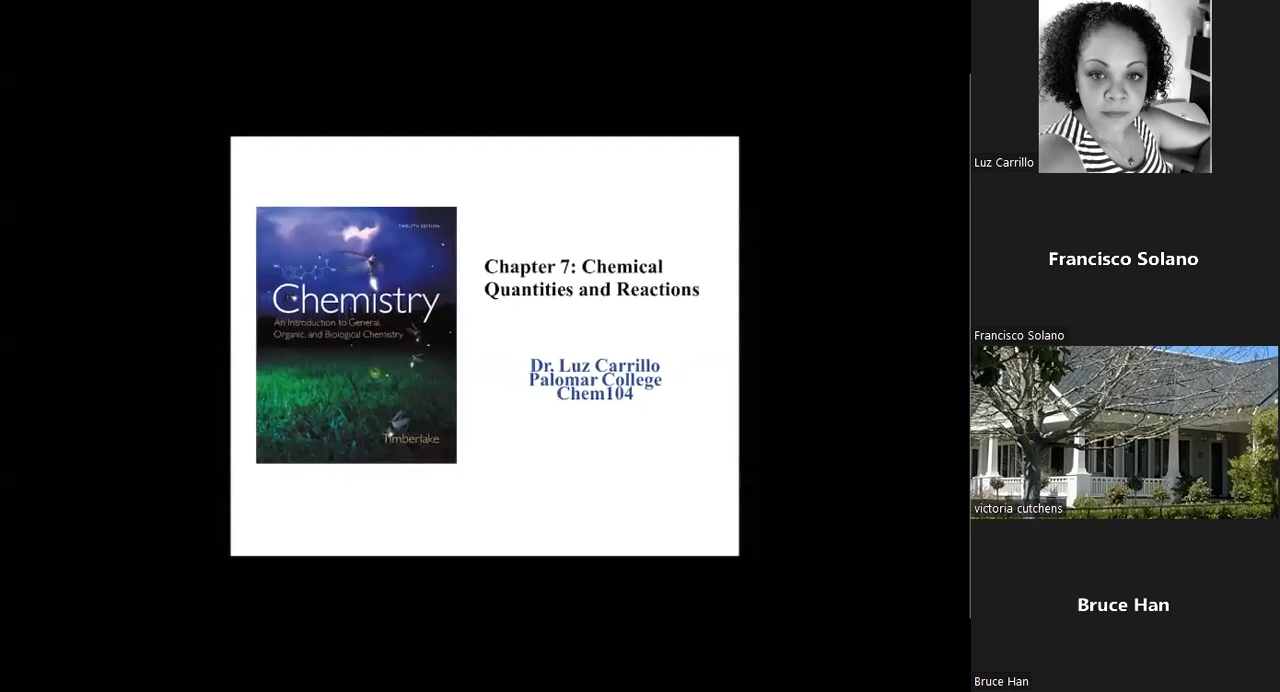 TWELFTH EDITION
Chemistry
An Introduction to General,
Organic, and Biological Chemistry
Timberlake
Chapter 7: Chemical
Quantities and Reactions
Dr. Luz Carrillo
Palomar College
Chem104
Luz Carrillo
Francisco Solano
Francisco Solano
victoria cutchens
Bruce Han
Bruce Han